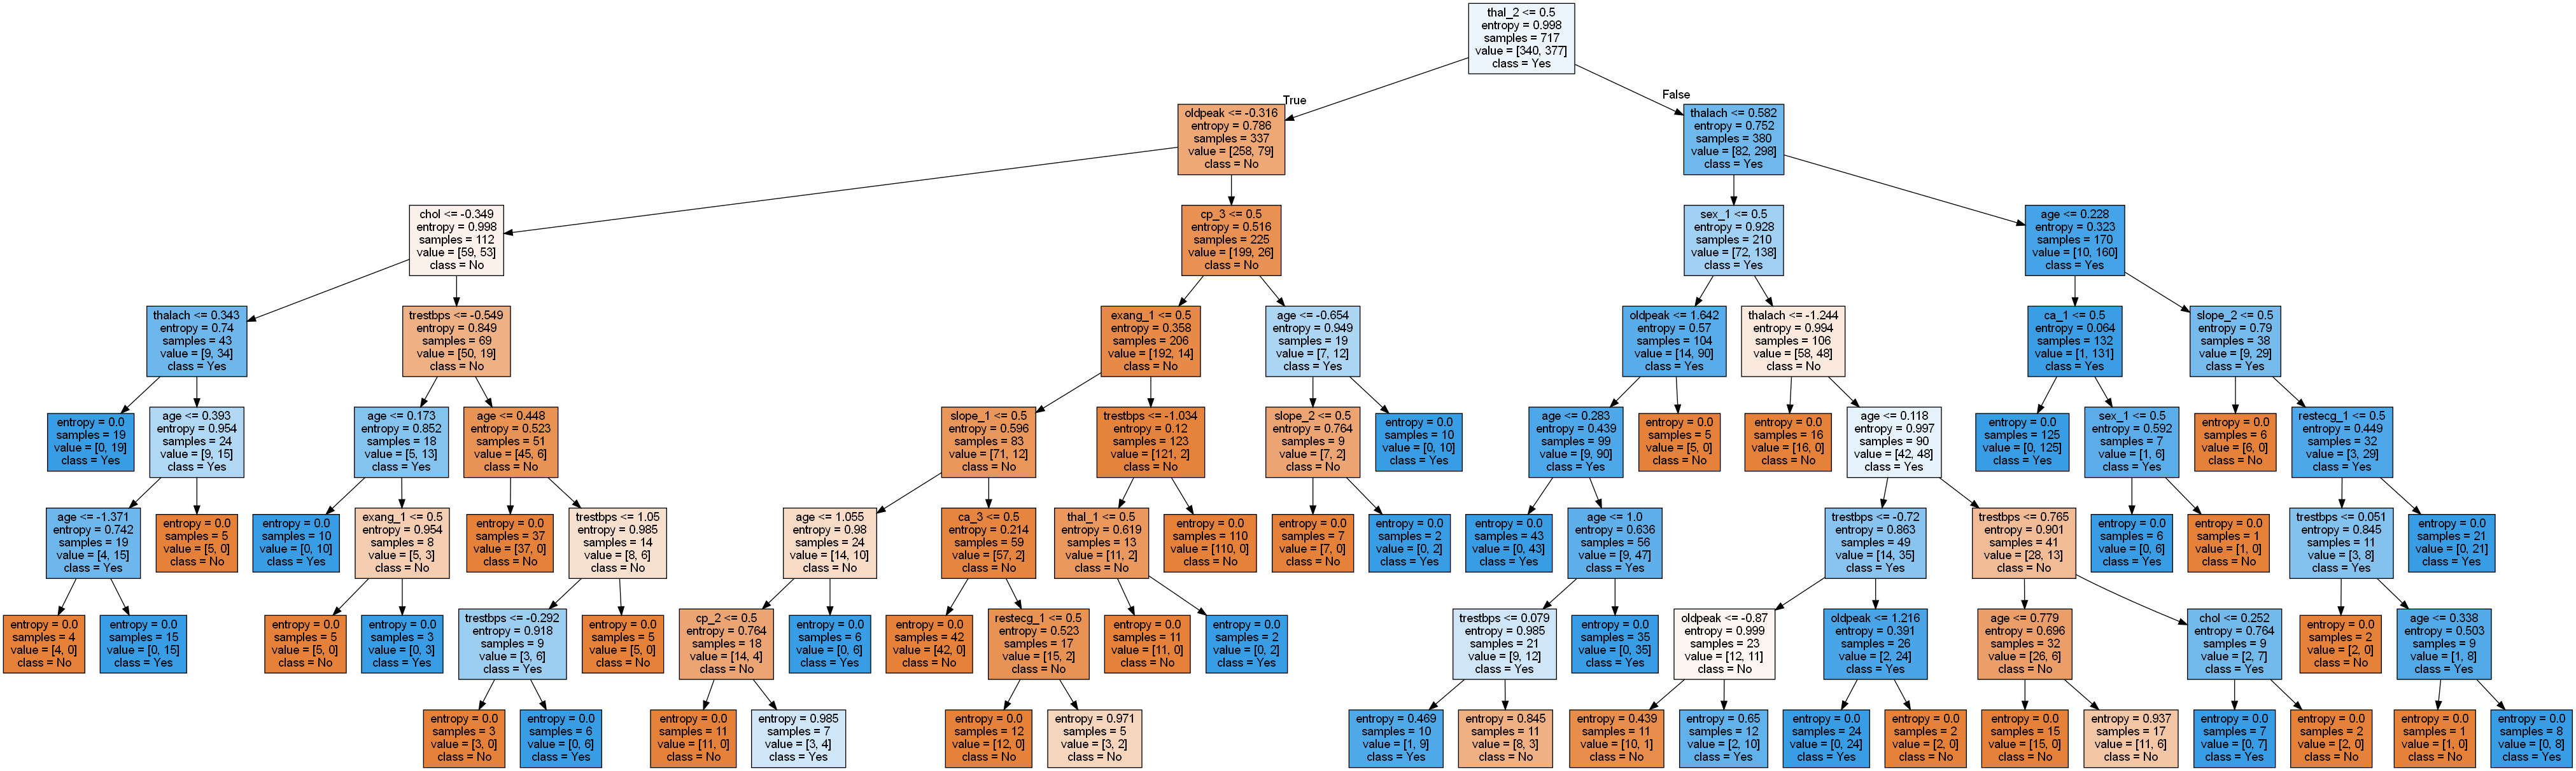 thal_2 <= 0.5
entropy = 0.998
samples = 717
value = [340, 377]
class = Yes
True
False
oldpeak <= -0.316
entropy = 0.786
samples = 337
value = [258, 79]
class = No
thalach <= 0.582
entropy = 0.752
samples = 380
value = [82, 298]
class = Yes
chol <= -0.349
entropy = 0.998
samples = 112
value = [59, 53]
class = No
cp_3 <= 0.5
entropy = 0.516
samples = 225
value = [199, 26]
class = No
sex_1 <= 0.5
entropy = 0.928
samples = 210
value = [72, 138]
class = Yes
age <= 0.228
entropy = 0.323
samples = 170
value = [10, 160]
class = Yes
thalach <= 0.343
entropy = 0.74
samples = 43
value = [9, 34]
class = Yes
trestbps <= -0.549
entropy = 0.849
samples = 69
value = [50, 19]
class = No
exang_1 <= 0.5
entropy = 0.358
samples = 206
value = [192, 14]
class = No
age <= -0.654
entropy = 0.949
samples = 19
value = [7, 12]
class = Yes
oldpeak <= 1.642
entropy = 0.57
samples = 104
value = [14, 90]
class = Yes
thalach <= -1.244
entropy = 0.994
samples = 106
value = [58, 48]
class = No
ca_1 <= 0.5
entropy = 0.064
samples = 132
value = [1, 131]
class = Yes
slope_2 <= 0.5
entropy = 0.79
samples = 38
value = [9, 29]
class = Yes
entropy = 0.0
samples = 19
value = [0, 19]
class = Yes
age <= 0.393
entropy = 0.954
samples = 24
value = [9, 15]
class = Yes
age <= 0.173
entropy = 0.852
samples = 18
value = [5, 13]
class = Yes
age <= 0.448
entropy = 0.523
samples = 51
value = [45, 6]
class = No
slope_1 <= 0.5
entropy = 0.596
samples = 83
value = [71, 12]
class = No
trestbps <= -1.034
entropy = 0.12
samples = 123
value = [121, 2]
class = No
slope_2 <= 0.5
entropy = 0.764
samples = 9
value = [7, 2]
class = No
entropy = 0.0
samples = 10
value = [0, 10]
class = Yes
age <= 0.283
entropy = 0.439
samples = 99
value = [9, 90]
class = Yes
entropy = 0.0
samples = 5
value = [5, 0]
class = No
entropy = 0.0
samples = 16
value = [16, 0]
class = No
age <= 0.118
entropy = 0.997
samples = 90
value = [42, 48]
class = Yes
entropy = 0.0
samples = 125
value = [0, 125]
class = Yes
sex_1 <= 0.5
entropy = 0.592
samples = 7
value = [1, 6]
class = Yes
entropy = 0.0
samples = 6
value = [6, 0]
class = No
restecg_1 <= 0.5
entropy = 0.449
samples = 32
value = [3, 29]
class = Yes
age <= -1.371
entropy = 0.742
samples = 19
value = [4, 15]
class = Yes
entropy = 0.0
samples = 5
value = [5, 0]
class = No
entropy = 0.0
samples = 10
value = [0, 10]
class = Yes
exang_1 <= 0.5
entropy = 0.954
samples = 8
value = [5, 3]
class = No
entropy = 0.0
samples = 37
value = [37, 0]
class = No
trestbps <= 1.05
entropy = 0.985
samples = 14
value = [8, 6]
class = No
age <= 1.055
entropy = 0.98
samples = 24
value = [14, 10]
class = No
ca_3 <= 0.5
entropy = 0.214
samples = 59
value = [57, 2]
class = No
thal_1 <= 0.5
entropy = 0.619
samples = 13
value = [11, 2]
class = No
entropy = 0.0
samples = 110
value = [110, 0]
class = No
entropy = 0.0
samples = 7
value = [7, 0]
class = No
entropy = 0.0
samples = 2
value = [0, 2]
class = Yes
entropy = 0.0
samples = 43
value = [0, 43]
class = Yes
age <= 1.0
entropy = 0.636
samples = 56
value = [9, 47]
class = Yes
trestbps <= -0.72
entropy = 0.863
samples = 49
value = [14, 35]
class = Yes
trestbps <= 0.765
entropy = 0.901
samples = 41
value = [28, 13]
class = No
entropy = 0.0
samples = 6
value = [0, 6]
class = Yes
entropy = 0.0
samples = 1
value = [1, 0]
class = No
trestbps <= 0.051
entropy = 0.845
samples = 11
value = [3, 8]
class = Yes
entropy = 0.0
samples = 21
value = [0, 21]
class = Yes
entropy = 0.0
samples = 4
value = [4, 0]
class = No
entropy = 0.0
samples = 15
value = [0, 15]
class = Yes
entropy = 0.0
samples = 5
value = [5, 0]
class = No
entropy = 0.0
samples = 3
value = [0, 3]
class = Yes
trestbps <= -0.292
entropy = 0.918
samples = 9
value = [3, 6]
class = Yes
entropy = 0.0
samples = 5
value = [5, 0]
class = No
cp_2 <= 0.5
entropy = 0.764
samples = 18
value = [14, 4]
class = No
entropy = 0.0
samples = 6
value = [0, 6]
class = Yes
entropy = 0.0
samples = 42
value = [42, 0]
class = No
restecg_1 <= 0.5
entropy = 0.523
samples = 17
value = [15, 2]
class = No
entropy = 0.0
samples = 11
value = [11, 0]
class = No
entropy = 0.0
samples = 2
value = [0, 2]
class = Yes
trestbps <= 0.079
entropy = 0.985
samples = 21
value = [9, 12]
class = Yes
entropy = 0.0
samples = 35
value = [0, 35]
class = Yes
oldpeak <= -0.87
entropy = 0.999
samples = 23
value = [12, 11]
class = No
oldpeak <= 1.216
entropy = 0.391
samples = 26
value = [2, 24]
class = Yes
age <= 0.779
entropy = 0.696
samples = 32
value = [26, 6]
class = No
chol <= 0.252
entropy = 0.764
samples = 9
value = [2, 7]
class = Yes
entropy = 0.0
samples = 2
value = [2, 0]
class = No
age <= 0.338
entropy = 0.503
samples = 9
value = [1, 8]
class = Yes
entropy = 0.0
samples = 3
value = [3, 0]
class = No
entropy = 0.0
samples = 6
value = [0, 6]
class = Yes
entropy = 0.0
samples = 11
value = [11, 0]
class = No
entropy = 0.985
samples = 7
value = [3, 4]
class = Yes
entropy = 0.0
samples = 12
value = [12, 0]
class = No
entropy = 0.971
samples = 5
value = [3, 2]
class = No
entropy = 0.469
samples = 10
value = [1, 9]
class = Yes
entropy = 0.845
samples = 11
value = [8, 3]
class = No
entropy = 0.439
samples = 11
value = [10, 1]
class = No
entropy = 0.65
samples = 12
value = [2, 10]
class = Yes
entropy = 0.0
samples = 24
value = [0, 24]
class = Yes
entropy = 0.0
samples = 2
value = [2, 0]
class = No
entropy = 0.0
samples = 15
value = [15, 0]
class = No
entropy = 0.937
samples = 17
value = [11, 6]
class = No
entropy = 0.0
samples = 7
value = [0, 7]
class = Yes
entropy = 0.0
samples = 2
value = [2, 0]
class = No
entropy = 0.0
samples = 1
value = [1, 0]
class = No
entropy = 0.0
samples = 8
value = [0, 8]
class = Yes